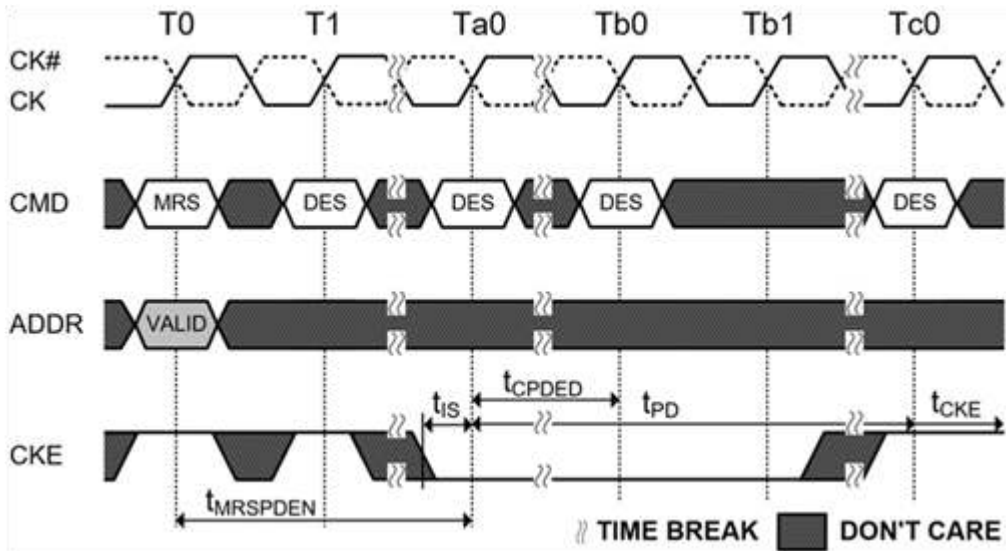 T0 T1 Ta0 Tb0 Tb1 Tc0
CK#
CK
CMD MRS DES DES DES DES
ADDR VALID
tCPDED
tIS tPD tCKE
CKE
tMRSPDEN
TIME BREAK DON'T CARE